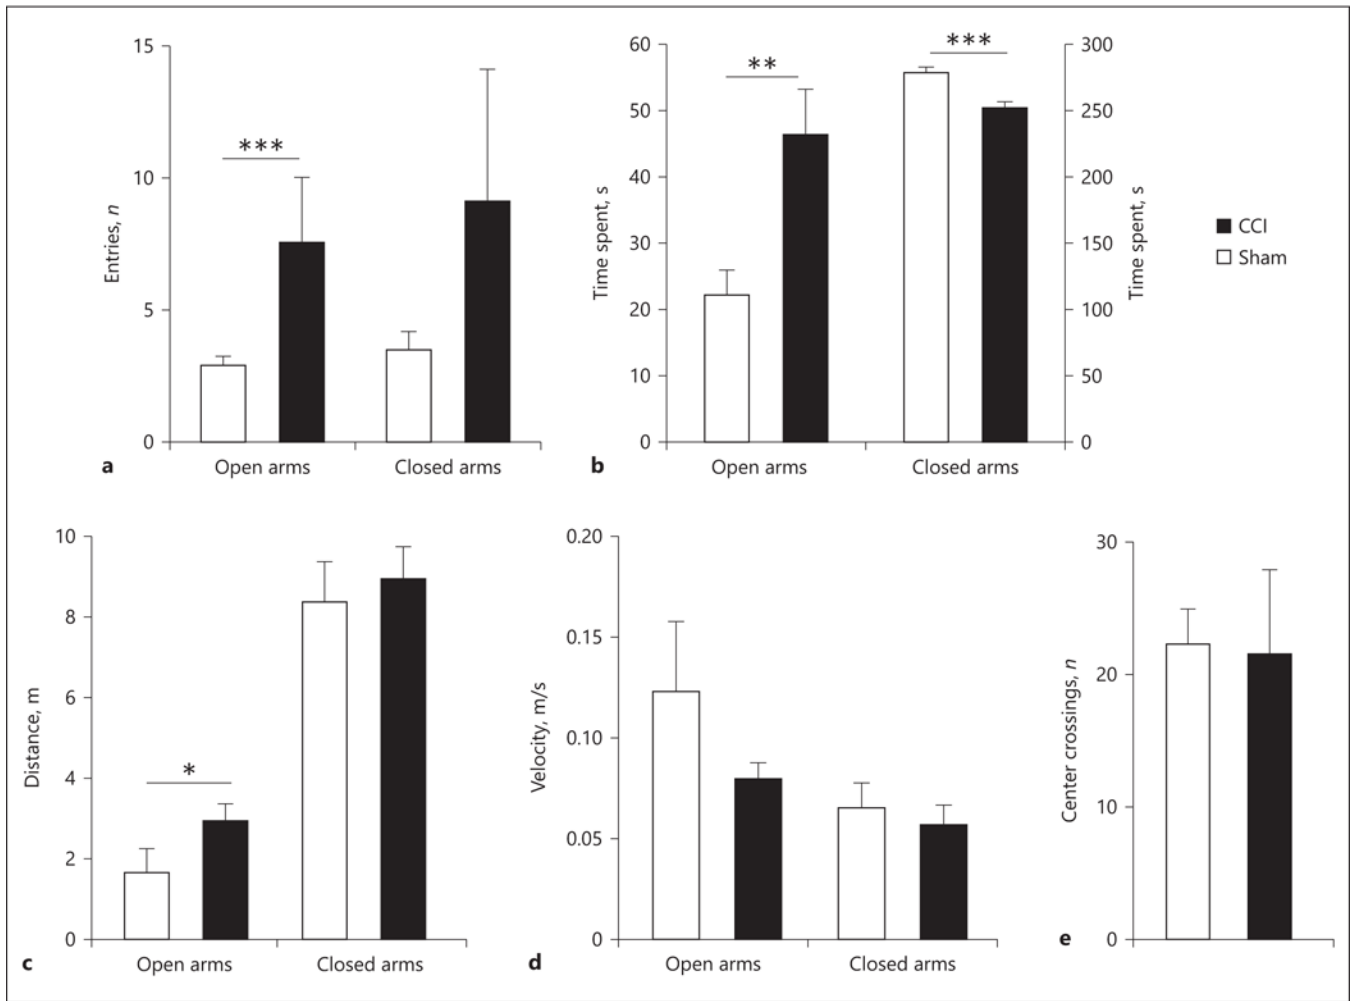 15
10
5
0
Entries, n
***
Open arms
Closed arms
a
60
50
40
30
20
10
0
Time spent, s
**
***
300
250
200
150
100
50
0
Time spent, s
Open arms
Closed arms
b
CCI
Sham
10
8
6
4
2
0
Distance, m
*
Open arms
Closed arms
c
0.20
0.15
0.10
0.05
0
Velocity, m/s
Open arms
Closed arms
d
30
20
10
0
Center crossings, n
e